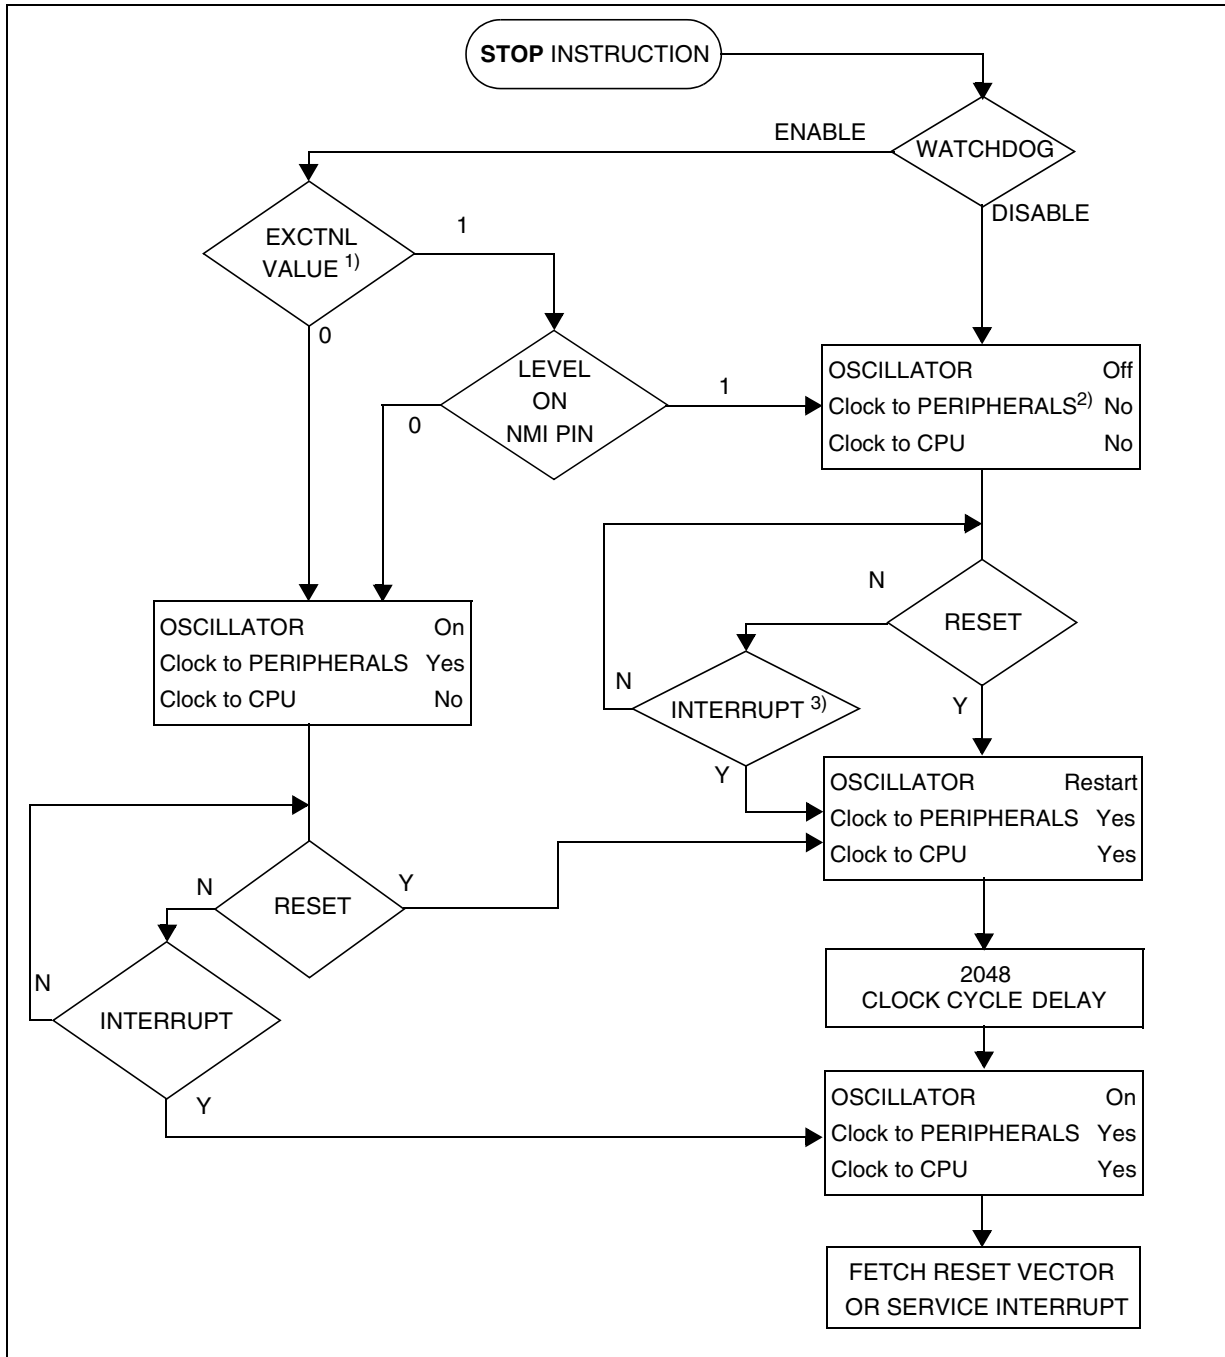 STOP INSTRUCTION
ENABLE
WATCHDOG
DISABLE
EXCTNL
VALUE 1)
1
0
LEVEL
ON
NMI PIN
0
1
OSCILLATOR Off
Clock to PERIPHERALS2) No
Clock to CPU No
OSCILLATOR On
Clock to PERIPHERALS Yes
Clock to CPU No
N
RESET
Y
N
INTERRUPT 3)
Y
OSCILLATOR Restart
Clock to PERIPHERALS Yes
Clock to CPU Yes
N
RESET
Y
N
INTERRUPT
Y
2048
CLOCK CYCLE DELAY
OSCILLATOR On
Clock to PERIPHERALS Yes
Clock to CPU Yes
FETCH RESET VECTOR
OR SERVICE INTERRUPT